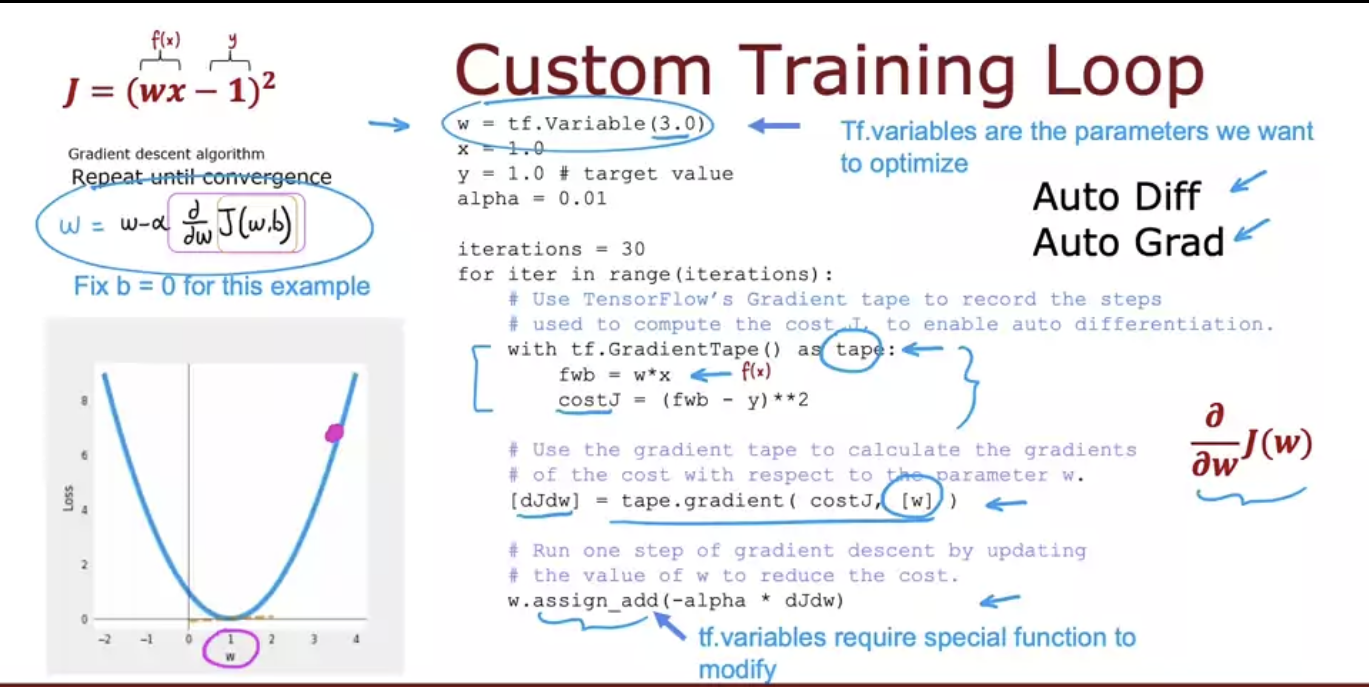 f(x) y
J = (wx − 1)²
Gradient descent algorithm
Repeat until convergence
w = w-α d/dw J(w,b)
Fix b = 0 for this example
Loss
8
6
4
2
0
-2 -1 0 1 2 3 4
w
Custom Training Loop
w = tf.Variable(3.0)
x = 1.0
y = 1.0 # target value
alpha = 0.01
Tf.variables are the parameters we want
to optimize
Auto Diff
Auto Grad
iterations = 30
for iter in range(iterations):
# Use TensorFlow's Gradient tape to record the steps
# used to compute the cost J, to enable auto differentiation.
with tf.GradientTape() as tape:
fwb = w*x f(x)
costJ = (fwb - y)**2
# Use the gradient tape to calculate the gradients
# of the cost with respect to the parameter w.
[dJdw] = tape.gradient( costJ, [w] )
∂/∂w J(w)
# Run one step of gradient descent by updating
# the value of w to reduce the cost.
w.assign_add(-alpha * dJdw)
tf.variables require special function to
modify